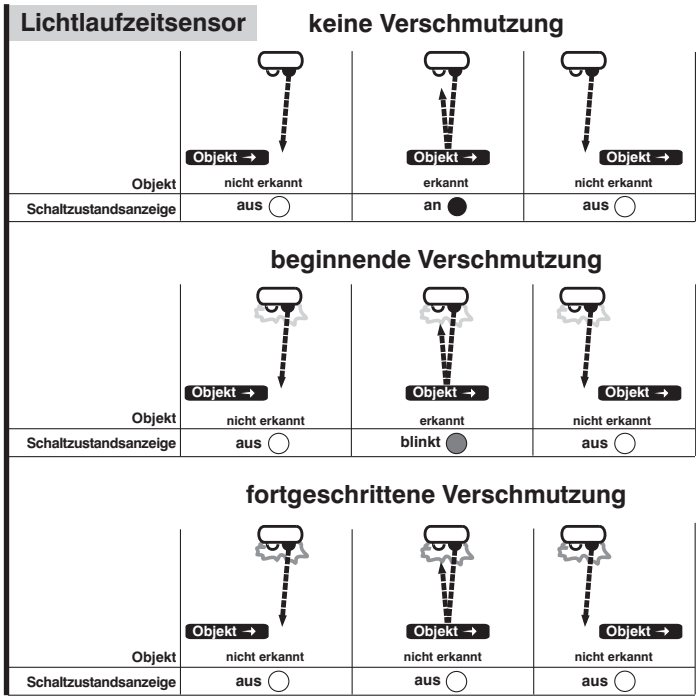 Lichtlaufzeitsensor keine Verschmutzung
Objekt → Objekt → Objekt →
Objekt nicht erkannt erkannt nicht erkannt
Schaltzustandsanzeige aus an aus
beginnende Verschmutzung
Objekt → Objekt → Objekt →
Objekt nicht erkannt erkannt nicht erkannt
Schaltzustandsanzeige aus blinkt aus
fortgeschrittene Verschmutzung
Objekt → Objekt → Objekt →
Objekt nicht erkannt nicht erkannt nicht erkannt
Schaltzustandsanzeige aus aus aus